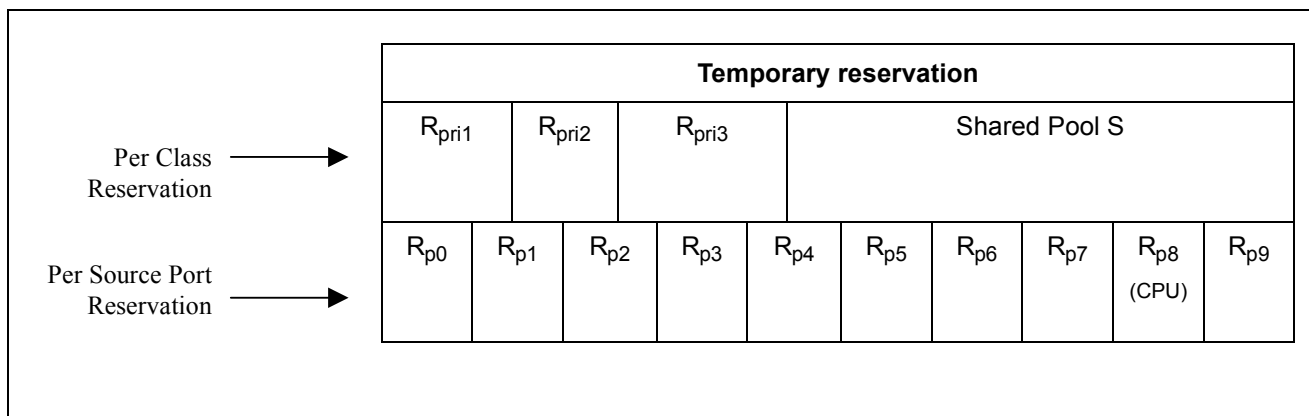 Temporary reservation
Per Class
Reservation
Rpri1 Rpri2 Rpri3 Shared Pool S
Per Source Port
Reservation
Rp0 Rp1 Rp2 Rp3 Rp4 Rp5 Rp6 Rp7 Rp8 Rp9
(CPU)